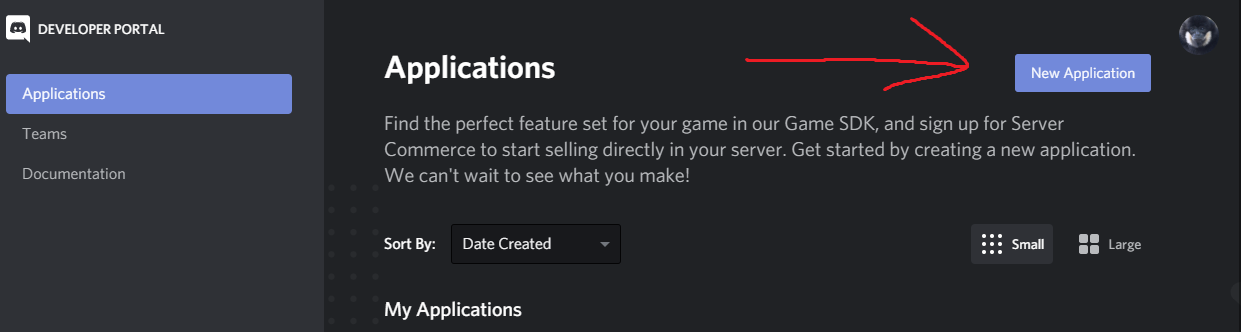 DEVELOPER PORTAL
Applications
Teams
Documentation
Applications
New Application
Find the perfect feature set for your game in our Game SDK, and sign up for Server
Commerce to start selling directly in your server. Get started by creating a new application.
We can't wait to see what you make!
Sort By: Date Created Small Large
My Applications